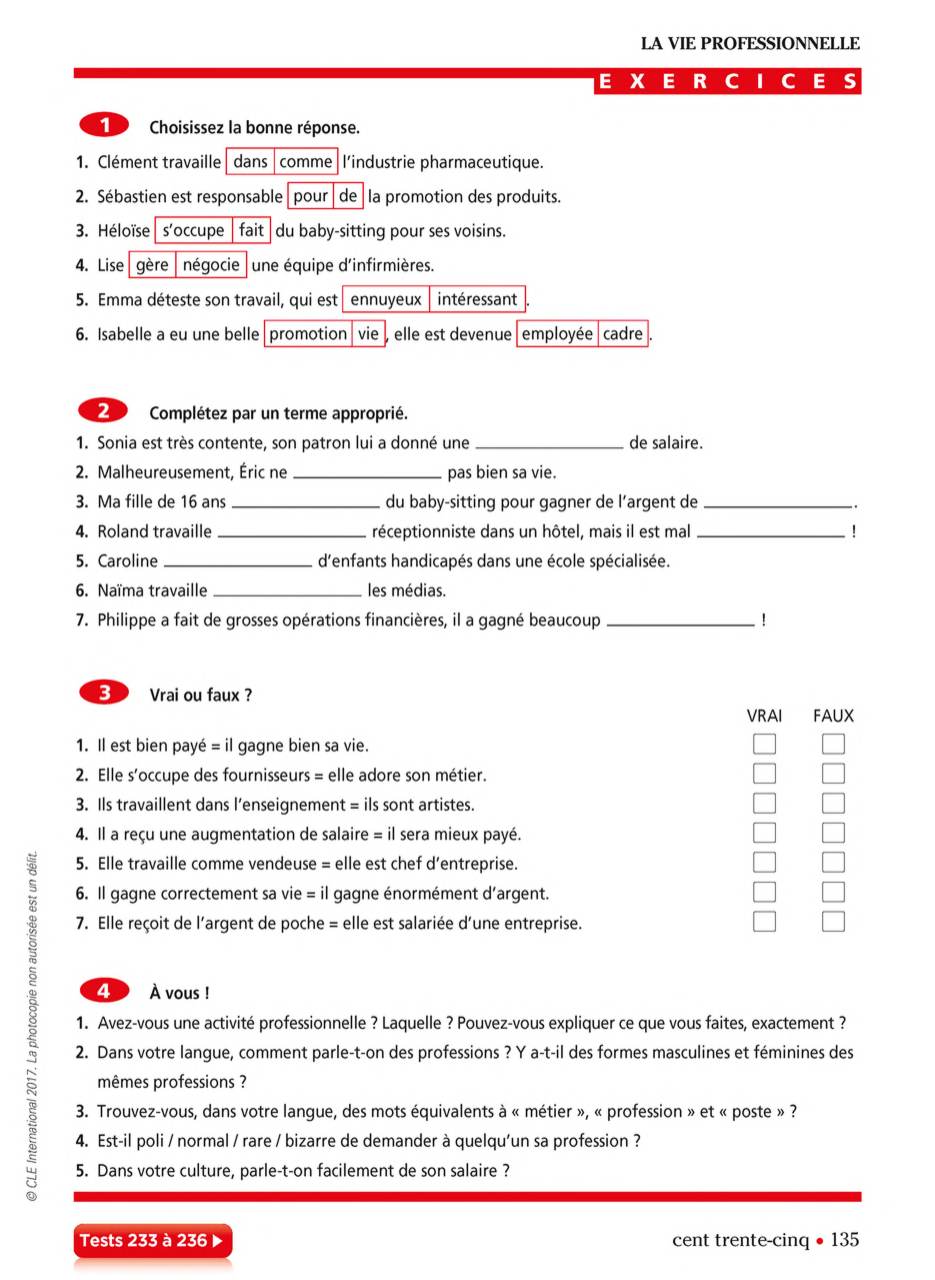 LA VIE PROFESSIONNELLE
EXERCICES
1 Choisissez la bonne réponse.
1. Clément travaille dans comme l'industrie pharmaceutique.
2. Sébastien est responsable pour de la promotion des produits.
3. Héloïse s'occupe fait du baby-sitting pour ses voisins.
4. Lise gère négocie une équipe d'infirmières.
5. Emma déteste son travail, qui est ennuyeux intéressant .
6. Isabelle a eu une belle promotion vie , elle est devenue employée cadre .
2 Complétez par un terme approprié.
1. Sonia est très contente, son patron lui a donné une ____________ de salaire.
2. Malheureusement, Éric ne ____________ pas bien sa vie.
3. Ma fille de 16 ans ____________ du baby-sitting pour gagner de l'argent de ____________.
4. Roland travaille ____________ réceptionniste dans un hôtel, mais il est mal ____________ !
5. Caroline ____________ d'enfants handicapés dans une école spécialisée.
6. Naïma travaille ____________ les médias.
7. Philippe a fait de grosses opérations financières, il a gagné beaucoup ____________ !
3 Vrai ou faux ?
VRAI FAUX
1. Il est bien payé = il gagne bien sa vie.
2. Elle s'occupe des fournisseurs = elle adore son métier.
3. Ils travaillent dans l'enseignement = ils sont artistes.
4. Il a reçu une augmentation de salaire = il sera mieux payé.
5. Elle travaille comme vendeuse = elle est chef d'entreprise.
6. Il gagne correctement sa vie = il gagne énormément d'argent.
7. Elle reçoit de l'argent de poche = elle est salariée d'une entreprise.
4 À vous !
1. Avez-vous une activité professionnelle ? Laquelle ? Pouvez-vous expliquer ce que vous faites, exactement ?
2. Dans votre langue, comment parle-t-on des professions ? Y a-t-il des formes masculines et féminines des
mêmes professions ?
3. Trouvez-vous, dans votre langue, des mots équivalents à « métier », « profession » et « poste » ?
4. Est-il poli / normal / rare / bizarre de demander à quelqu'un sa profession ?
5. Dans votre culture, parle-t-on facilement de son salaire ?
© CLE International 2017. La photocopie non autorisée est un délit.
Tests 233 à 236
cent trente-cinq • 135